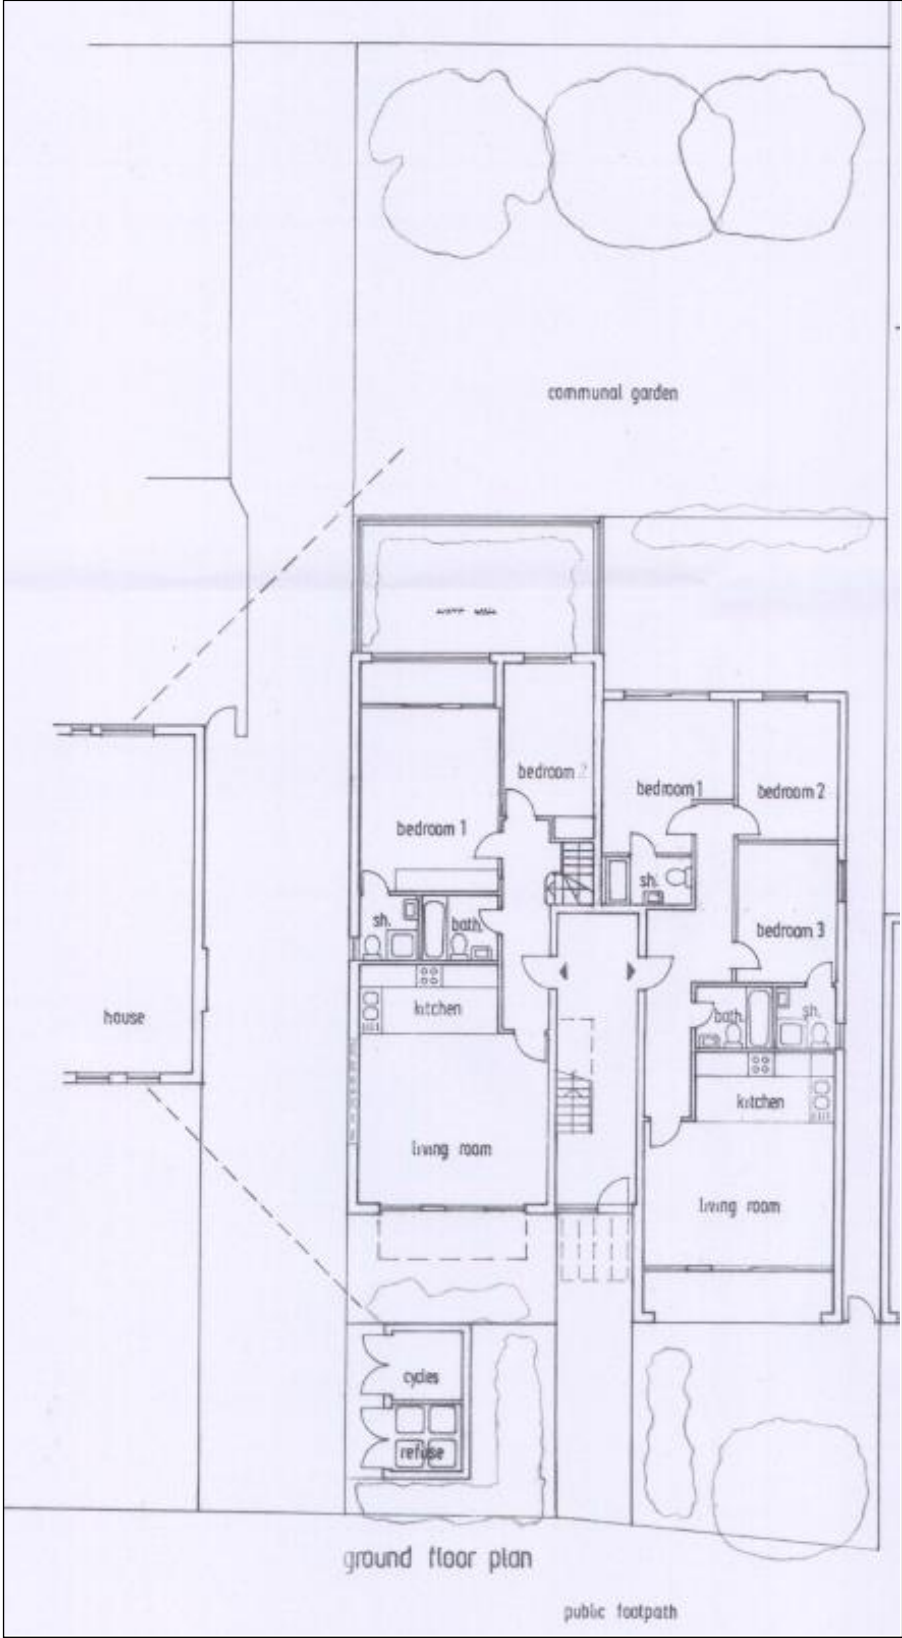 communal garden
bedroom 2
bedroom 1
bedroom 2
bedroom 1
sh.
sh.
bath.
bedroom 3
kitchen
house
bath.
sh.
kitchen
living room
living room
cycles
refuse
ground floor plan
public footpath